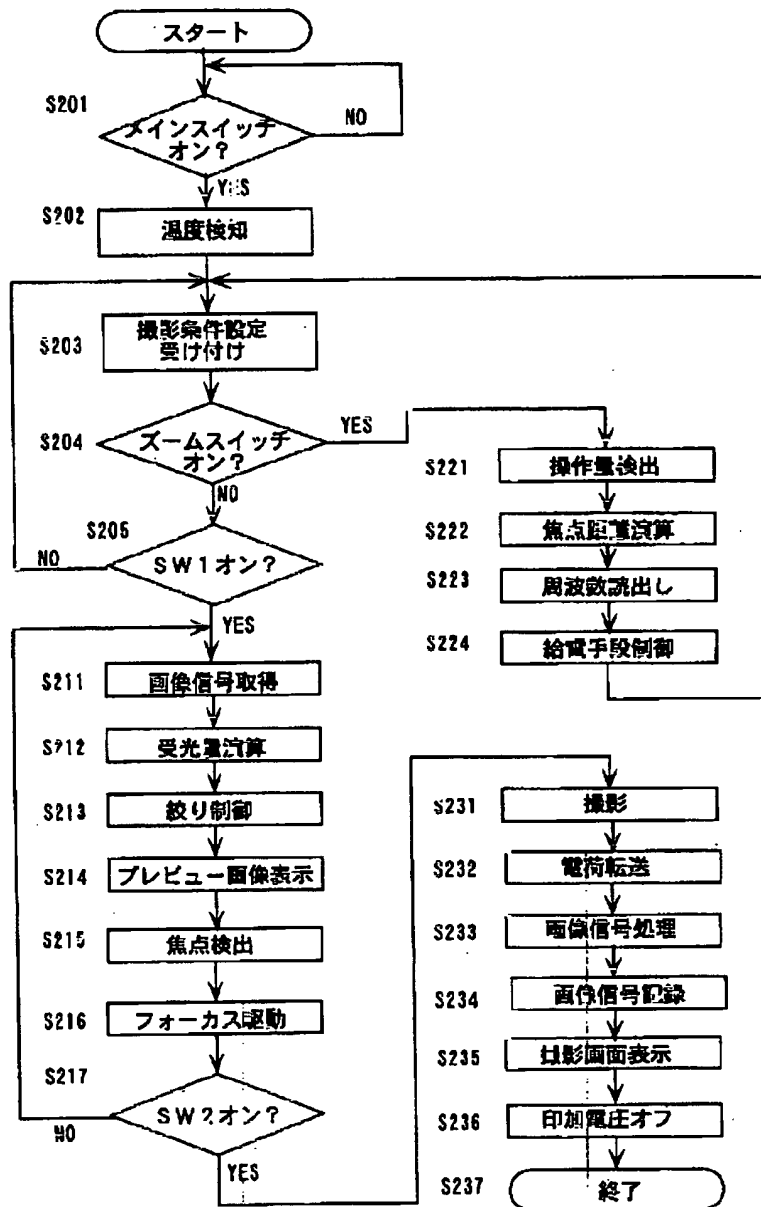 スタート
S201
メインスイッチ
オン?
NO
YES
S202
温度検知
S203
撮影条件設定
受け付け
S204
ズームスイッチ
オン?
YES
NO
S205
SW1オン?
NO
YES
S211
画像信号取得
S212
受光量演算
S213
絞り制御
S214
プレビュー画像表示
S215
焦点検出
S216
フォーカス駆動
S217
SW2オン?
NO
YES
S221
操作量検出
S222
焦点距離演算
S223
周波数読出し
S224
給電手段制御
S231
撮影
S232
電荷転送
S233
画像信号処理
S234
画像信号記録
S235
撮影画面表示
S236
印加電圧オフ
S237
終了